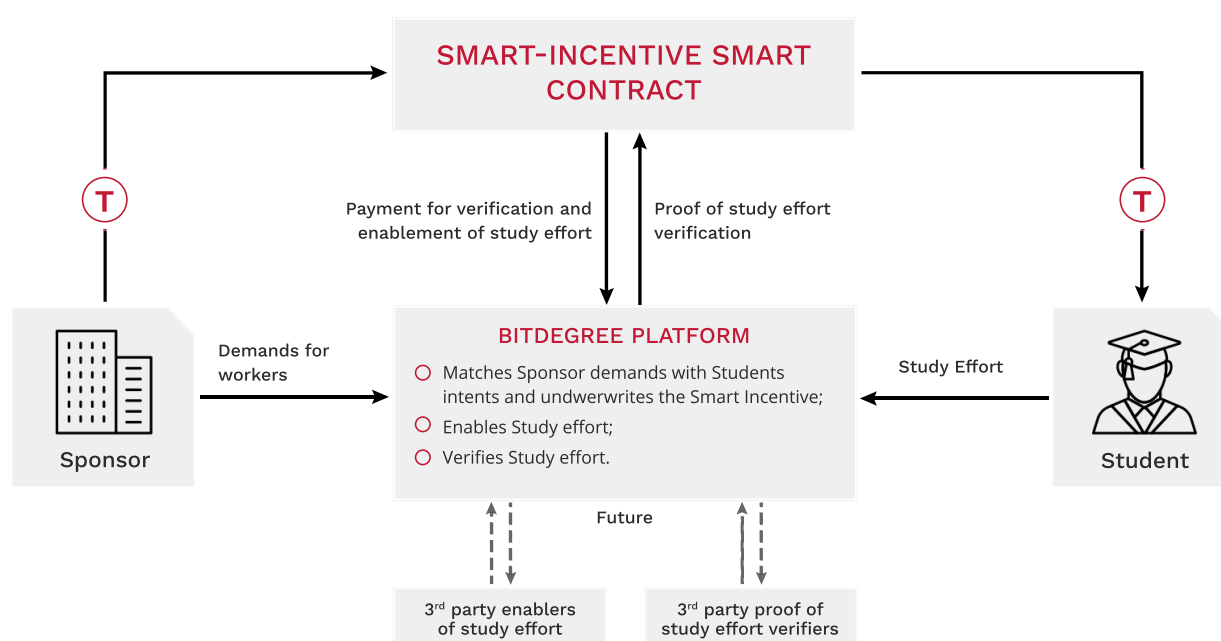 SMART-INCENTIVE SMART
CONTRACT
T
T
Payment for verification and
enablement of study effort
Proof of study effort
verification
Sponsor
Demands for
workers
BITDEGREE PLATFORM
Matches Sponsor demands with Students
intents and undwerwrites the Smart Incentive;
Enables Study effort;
Verifies Study effort.
Study Effort
Student
Future
3rd party enablers
of study effort
3rd party proof of
study effort verifiers